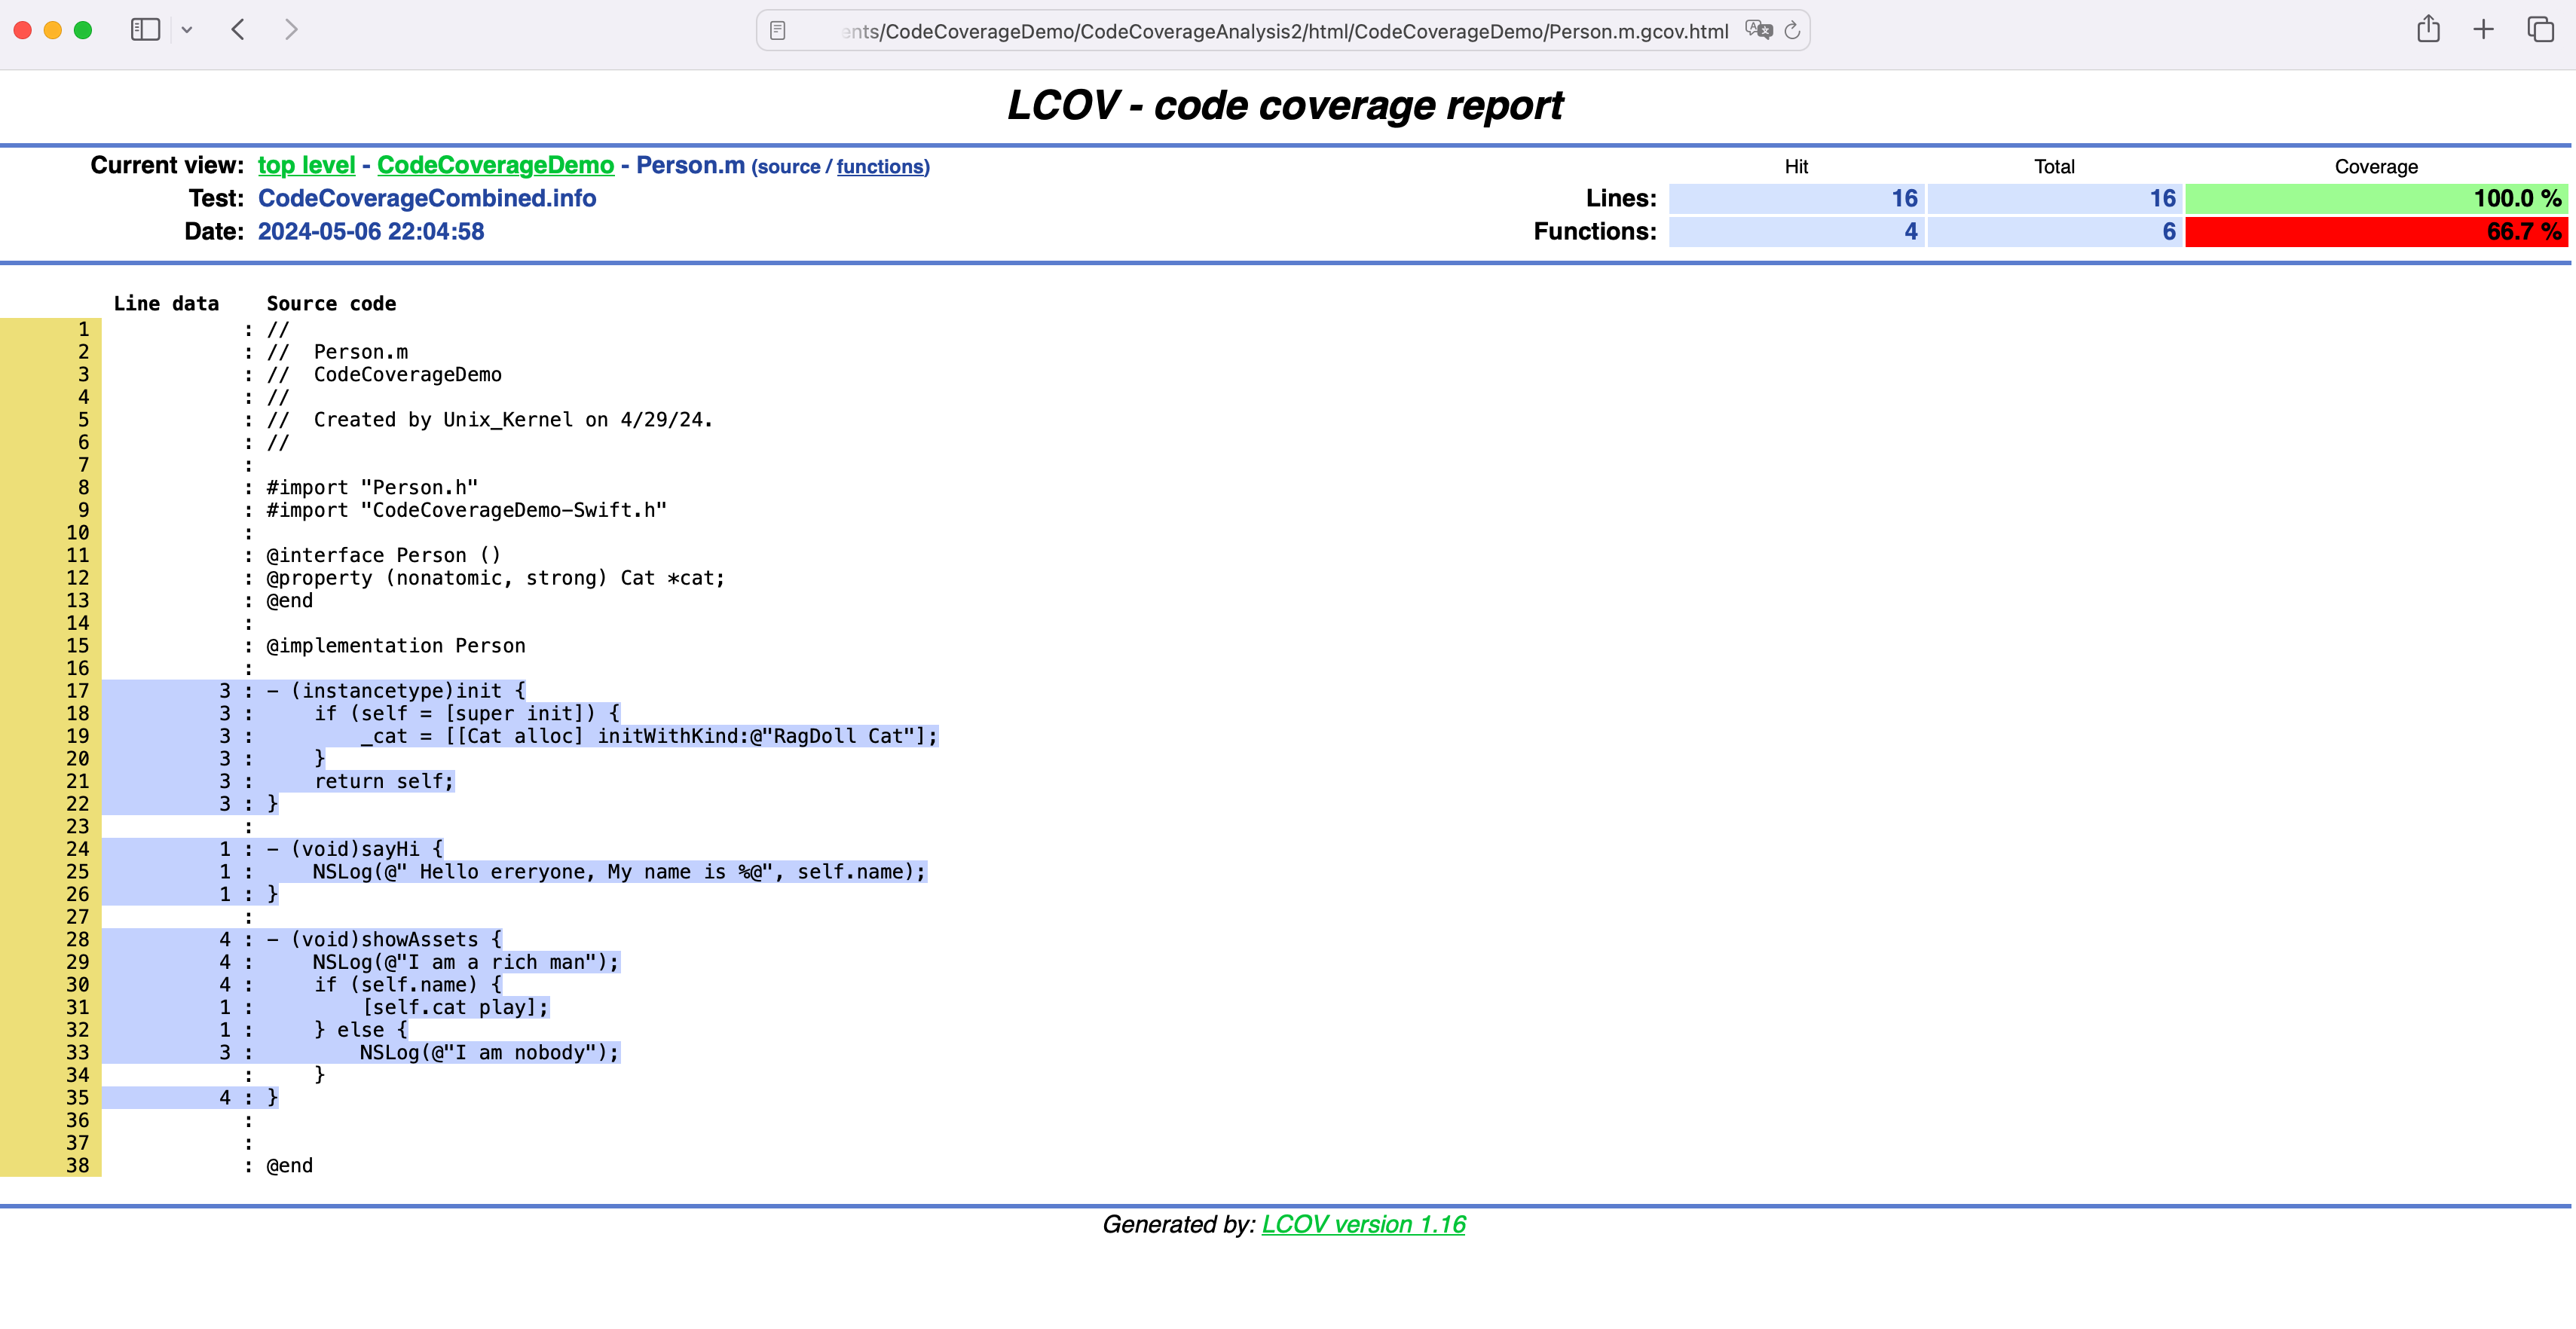 ents/CodeCoverageDemo/CodeCoverageAnalysis2/html/CodeCoverageDemo/Person.m.gcov.html
LCOV - code coverage report
Current view: top level - CodeCoverageDemo - Person.m (source / functions) Hit Total Coverage
Test: CodeCoverageCombined.info Lines: 16 16 100.0 %
Date: 2024-05-06 22:04:58 Functions: 4 6 66.7 %
Line data Source code
1 : //
2 : //  Person.m
3 : //  CodeCoverageDemo
4 : //
5 : //  Created by Unix_Kernel on 4/29/24.
6 : //
7 :
8 : #import "Person.h"
9 : #import "CodeCoverageDemo-Swift.h"
10 :
11 : @interface Person ()
12 : @property (nonatomic, strong) Cat *cat;
13 : @end
14 :
15 : @implementation Person
16 :
17 3 : - (instancetype)init {
18 3 :     if (self = [super init]) {
19 3 :         _cat = [[Cat alloc] initWithKind:@"RagDoll Cat"];
20 3 :     }
21 3 :     return self;
22 3 : }
23 :
24 1 : - (void)sayHi {
25 1 :     NSLog(@" Hello ereryone, My name is %@", self.name);
26 1 : }
27 :
28 4 : - (void)showAssets {
29 4 :     NSLog(@"I am a rich man");
30 4 :     if (self.name) {
31 1 :         [self.cat play];
32 1 :     } else {
33 3 :         NSLog(@"I am nobody");
34 :     }
35 4 : }
36 :
37 :
38 : @end
Generated by: LCOV version 1.16